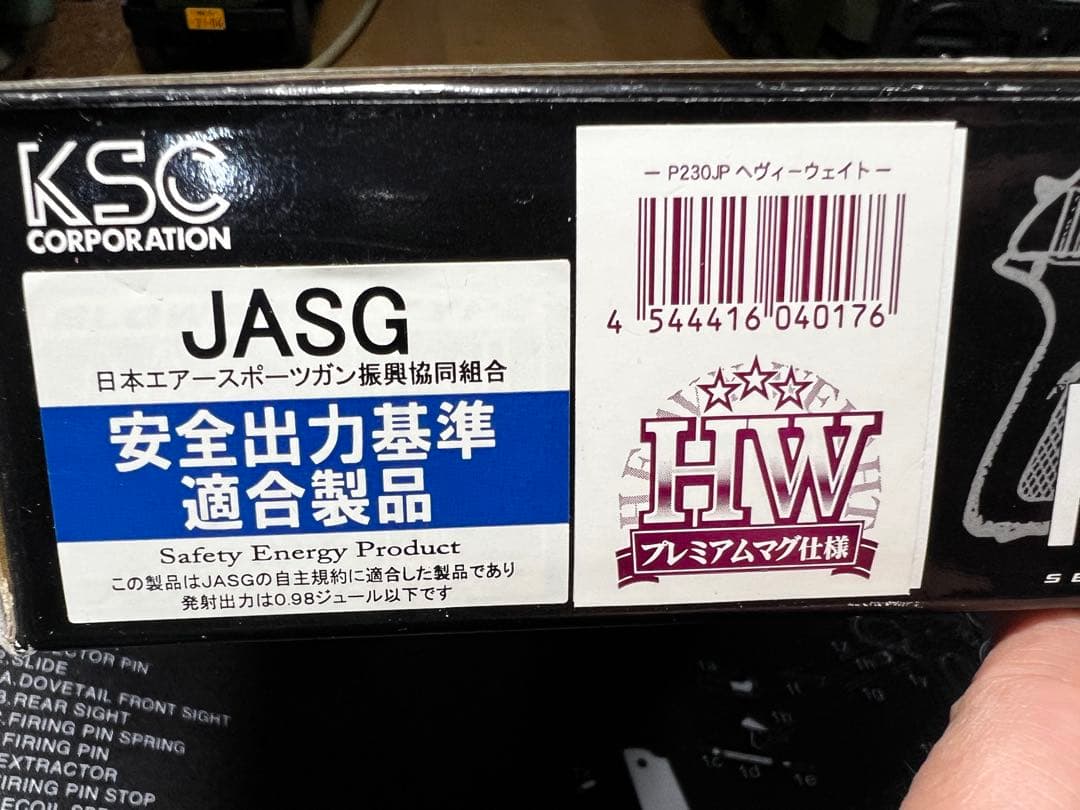 KSC
CORPORATION
JASG
日本エアースポーツガン振興協同組合
安全出力基準
適合製品
Safety Energy Product
この製品はJASGの自主規約に適合した製品であり
発射出力は0.98ジュール以下です
― P230JP ヘヴィーウェイト ―
4 544416 040176
HW
プレミアムマグ仕様
CTOR PIN
.SLIDE
A.DOVETAIL FRONT SIGHT
REAR SIGHT
FIRING PIN SPRING
FIRING PIN
EXTRACTOR
FIRING PIN STOP